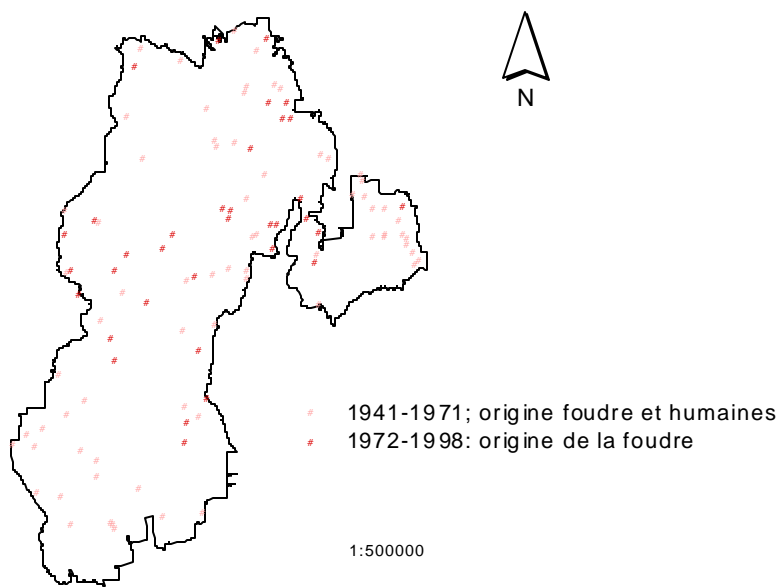 N
# 1941-1971; origine foudre et humaines
# 1972-1998: origine de la foudre
1:500000